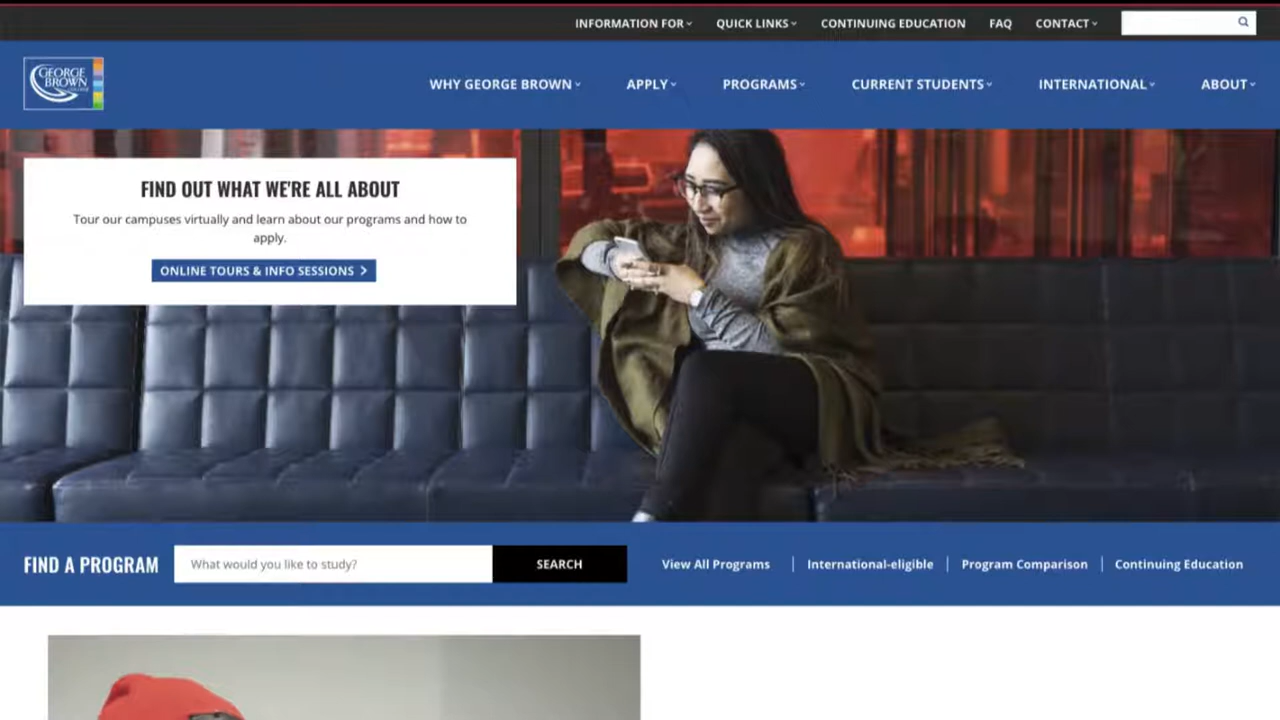 INFORMATION FOR
QUICK LINKS
CONTINUING EDUCATION
FAQ
CONTACT
GEORGE
BROWN
COLLEGE
WHY GEORGE BROWN
APPLY
PROGRAMS
CURRENT STUDENTS
INTERNATIONAL
ABOUT
FIND OUT WHAT WE'RE ALL ABOUT
Tour our campuses virtually and learn about our programs and how to
apply.
ONLINE TOURS & INFO SESSIONS
FIND A PROGRAM
What would you like to study?
SEARCH
View All Programs
International-eligible
Program Comparison
Continuing Education